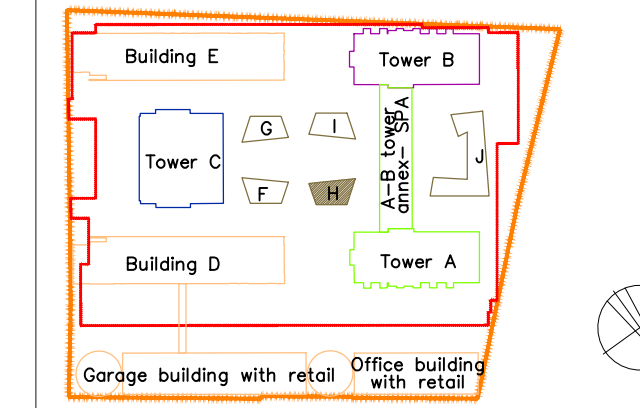 Building E
Tower B
G
I
A-B tower
annex- SPA
J
Tower C
F
H
Building D
Tower A
Garage building with retail
Office building
with retail